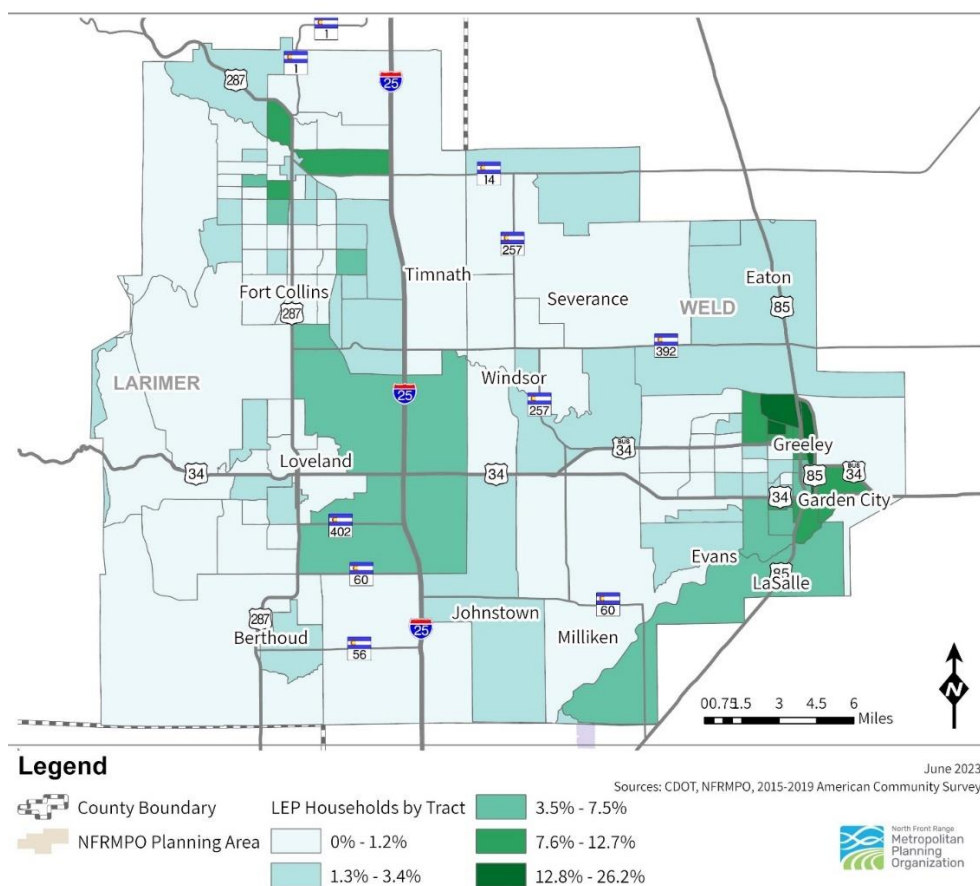 1
287
1
25
14
257
Timnath
Eaton
Fort Collins
287
Severance
WELD
85
392
LARIMER
25
Windsor
257
BUS
34
Greeley
Loveland
34
34
85
BUS
34
34
Garden City
402
Evans
60
85
LaSalle
287
Johnstown
60
Berthoud
25
Milliken
56
N
00.751.5 3 4.5 6
Miles
Legend
June 2023
Sources: CDOT, NFRMPO, 2015-2019 American Community Survey
County Boundary
LEP Households by Tract
3.5% - 7.5%
NFRMPO Planning Area
0% - 1.2%
7.6% - 12.7%
1.3% - 3.4%
12.8% - 26.2%
North Front Range
Metropolitan
Planning
Organization